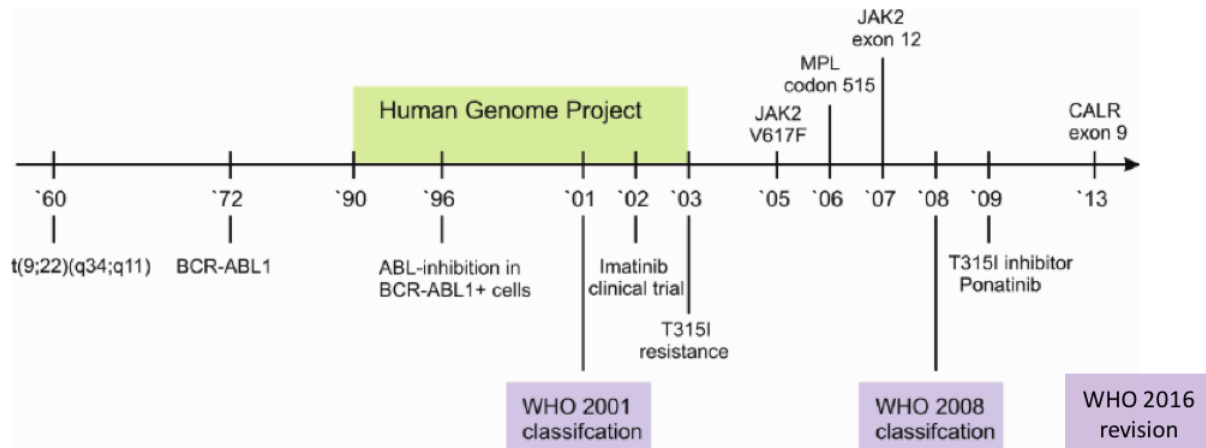 JAK2
exon 12
MPL
codon 515
Human Genome Project
JAK2
V617F
CALR
exon 9
`60
`72
`90
`96
`01
`02
`03
`05
`06
`07
`08
`09
`13
t(9;22)(q34;q11)
BCR-ABL1
ABL-inhibition in
BCR-ABL1+ cells
Imatinib
clinical trial
T315I inhibitor
Ponatinib
T315I
resistance
WHO 2001
classifcation
WHO 2008
classifcation
WHO 2016
revision